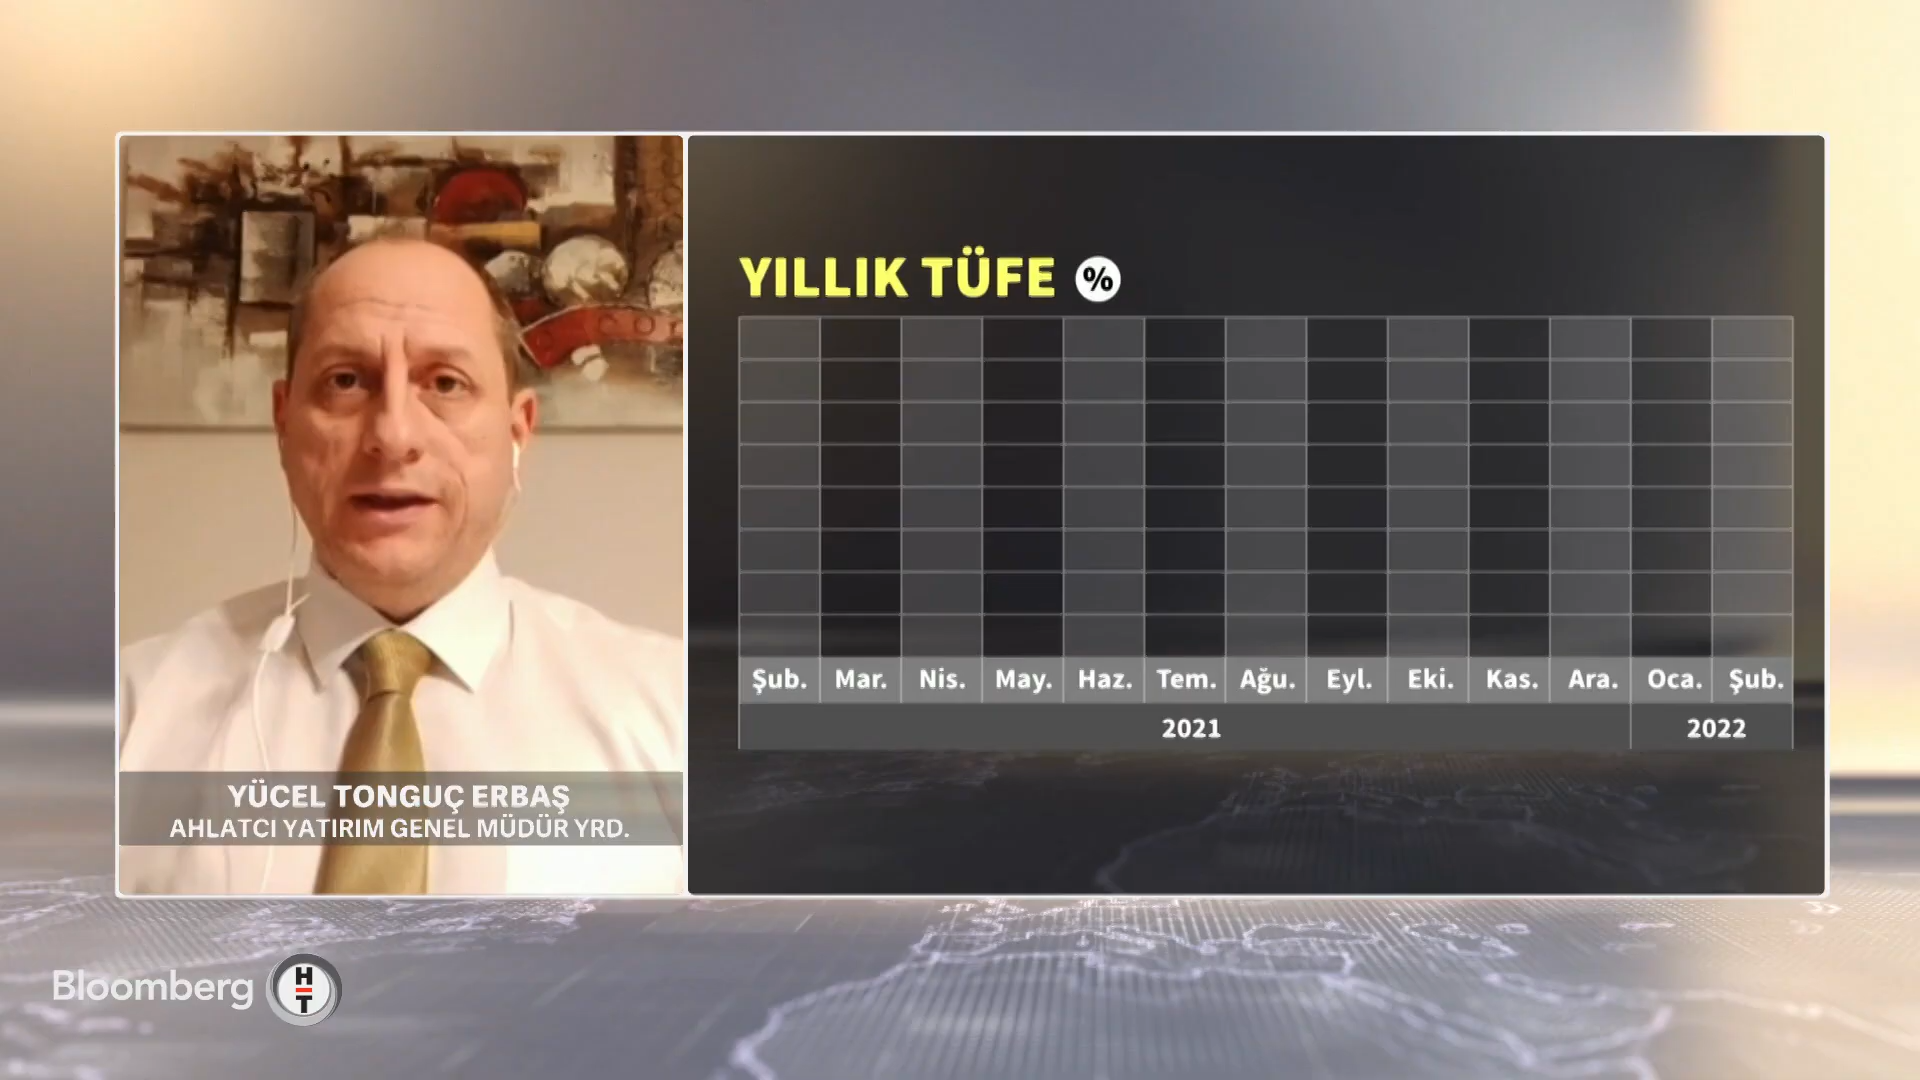 YILLIK TÜFE %
Şub. Mar. Nis. May. Haz. Tem. Ağu. Eyl. Eki. Kas. Ara. Oca. Şub.
2021 2022
YÜCEL TONGUÇ ERBAŞ
AHLATCI YATIRIM GENEL MÜDÜR YRD.
Bloomberg HT